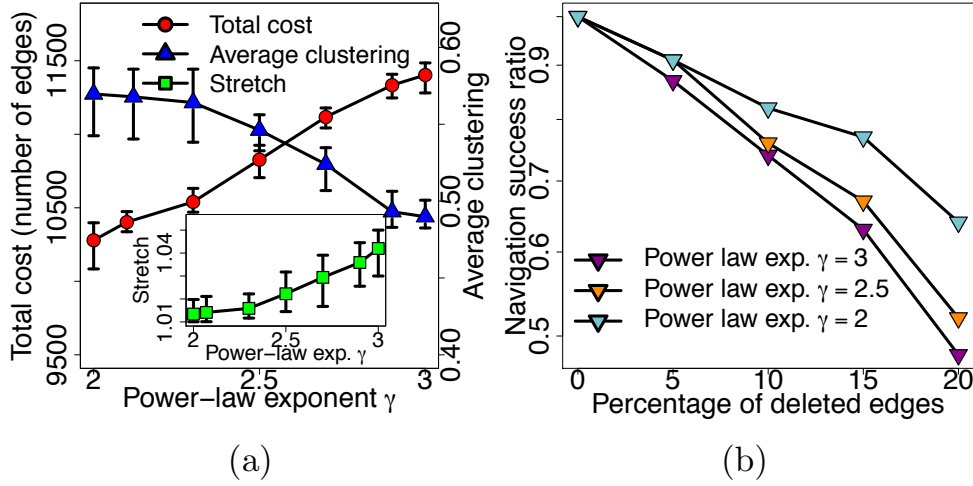 Total cost (number of edges)
9500
10500
11500
Total cost
Average clustering
Stretch
Stretch
1.01
1.04
2
2.5
3
Power−law exp. γ
2
2.5
3
Power−law exponent γ
0.40
0.50
0.60
Average clustering
(a)
Navigation success ratio
0.5
0.6
0.7
0.9
Power law exp. γ = 3
Power law exp. γ = 2.5
Power law exp. γ = 2
0
5
10
15
20
Percentage of deleted edges
(b)